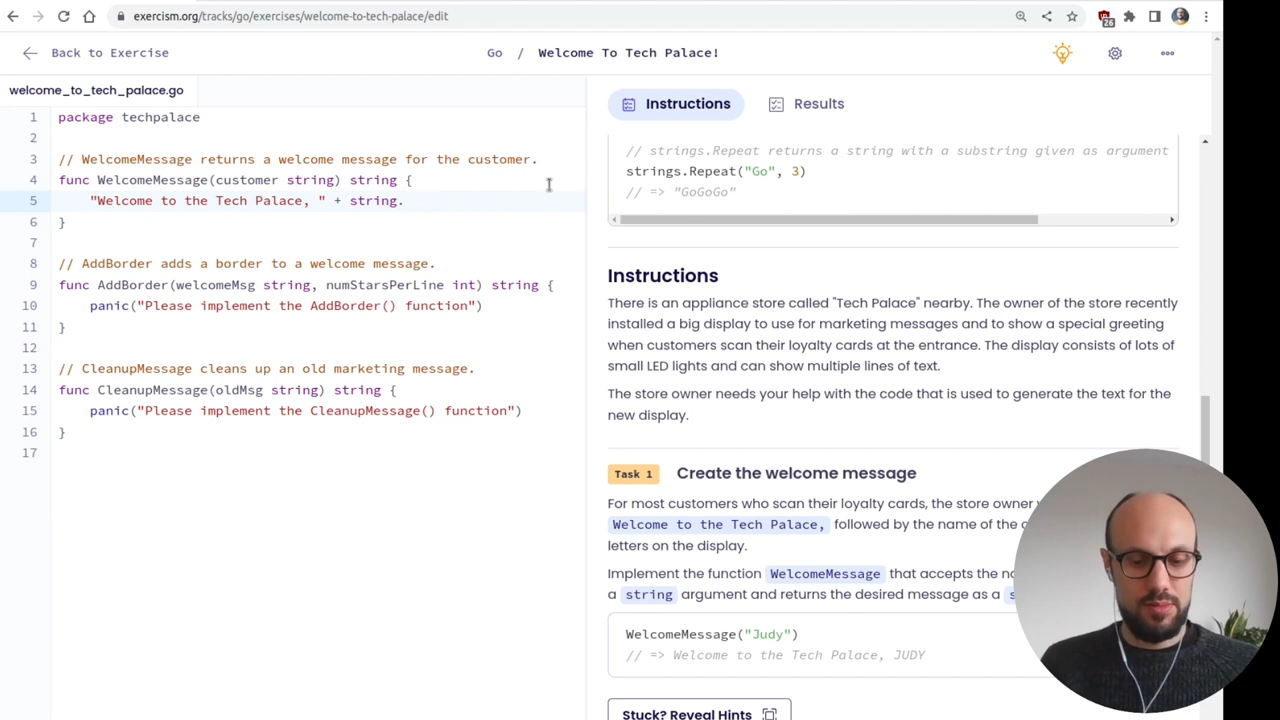 exercism.org/tracks/go/exercises/welcome-to-tech-palace/edit
26
Back to Exercise
Go / Welcome To Tech Palace!
welcome_to_tech_palace.go
1 package techpalace
2
3 // WelcomeMessage returns a welcome message for the customer.
4 func WelcomeMessage(customer string) string {
5 "Welcome to the Tech Palace, " + string.
6 }
7
8 // AddBorder adds a border to a welcome message.
9 func AddBorder(welcomeMsg string, numStarsPerLine int) string {
10 panic("Please implement the AddBorder() function")
11 }
12
13 // CleanupMessage cleans up an old marketing message.
14 func CleanupMessage(oldMsg string) string {
15 panic("Please implement the CleanupMessage() function")
16 }
17
Instructions
Results
// strings.Repeat returns a string with a substring given as argument
strings.Repeat("Go", 3)
// => "GoGoGo"
Instructions
There is an appliance store called "Tech Palace" nearby. The owner of the store recently
installed a big display to use for marketing messages and to show a special greeting
when customers scan their loyalty cards at the entrance. The display consists of lots of
small LED lights and can show multiple lines of text.
The store owner needs your help with the code that is used to generate the text for the
new display.
Task 1 Create the welcome message
For most customers who scan their loyalty cards, the store owner
Welcome to the Tech Palace, followed by the name of the
letters on the display.
Implement the function WelcomeMessage that accepts the
a string argument and returns the desired message as a
WelcomeMessage("Judy")
// => Welcome to the Tech Palace, JUDY
Stuck? Reveal Hints